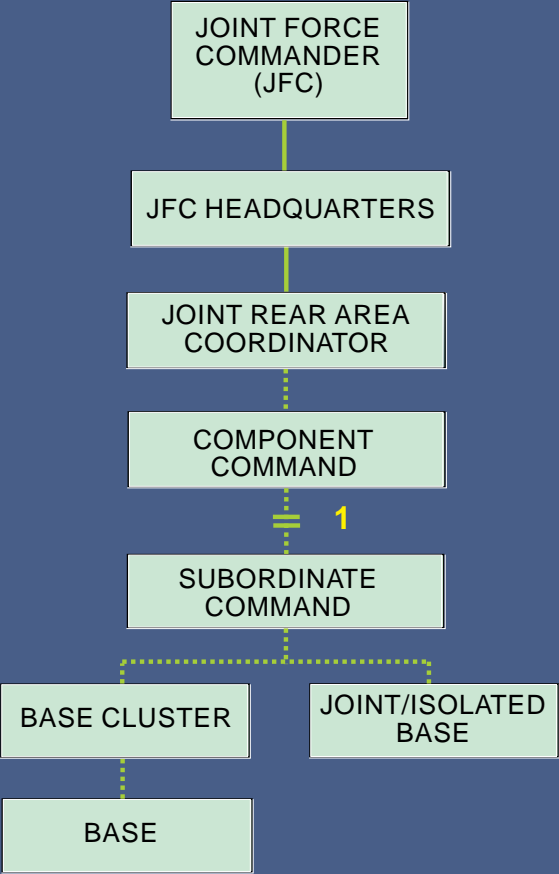 JOINT FORCE
COMMANDER
(JFC)
JFC HEADQUARTERS
JOINT REAR AREA
COORDINATOR
COMPONENT
COMMAND
1
SUBORDINATE
COMMAND
BASE CLUSTER
JOINT/ISOLATED
BASE
BASE